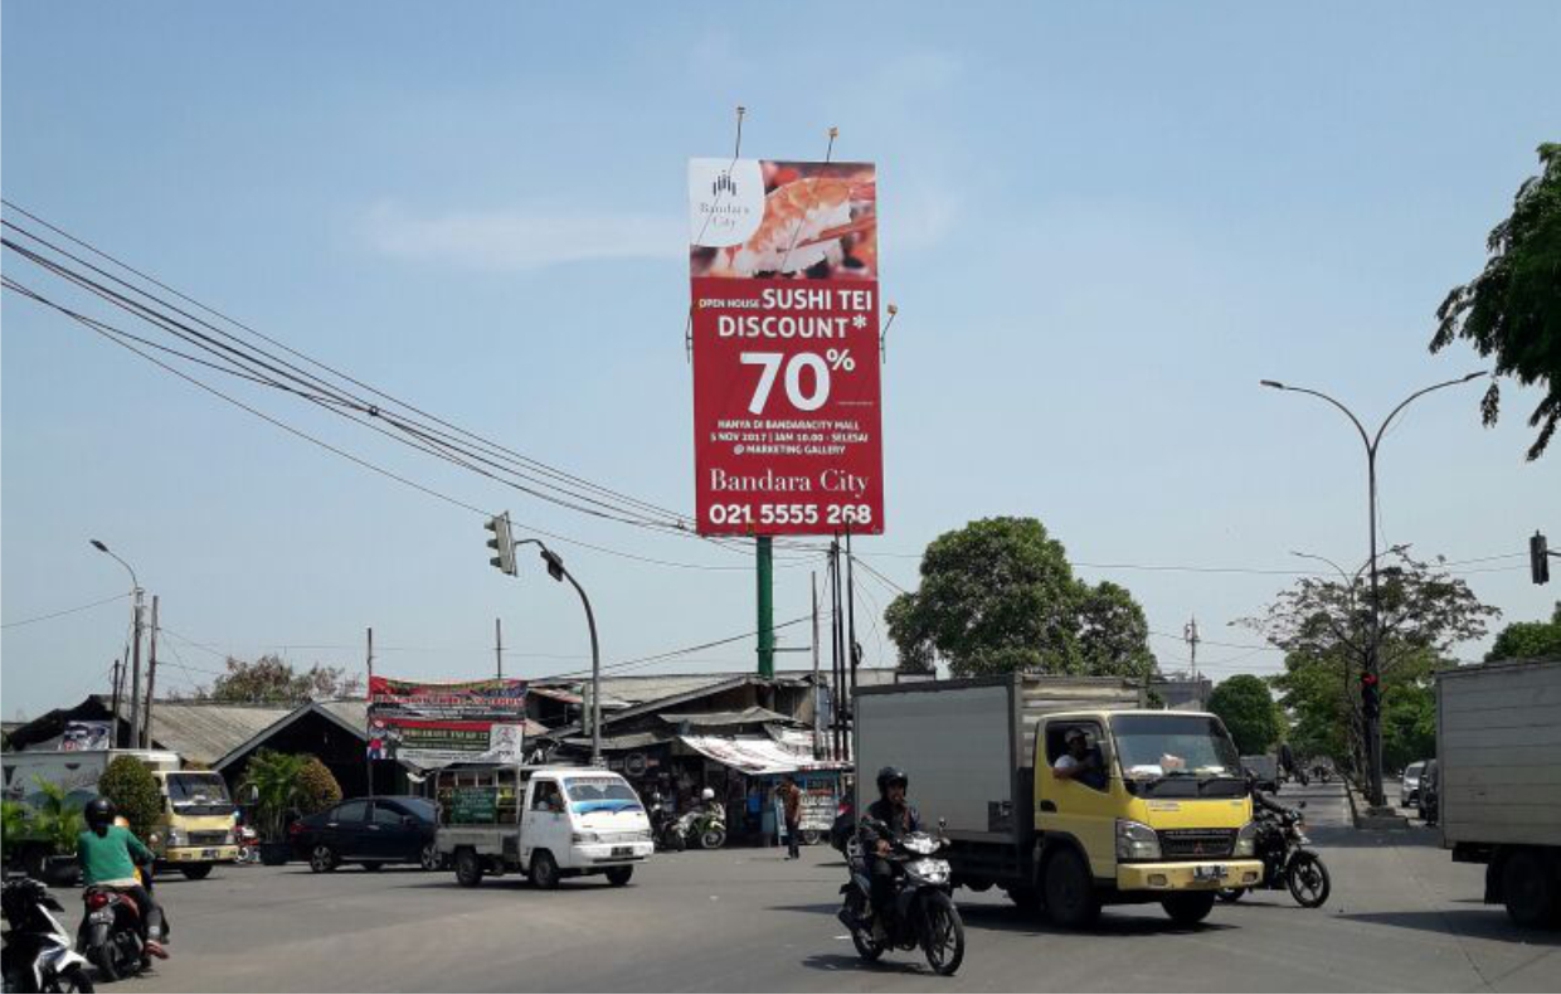 Bandara
City
OPEN HOUSE SUSHI TEI
DISCOUNT*
70%
HANYA DI BANDARACITY MALL
5 NOV 2017 | JAM 10.00 - SELESAI
@ MARKETING GALLERY
Bandara City
021 5555 268